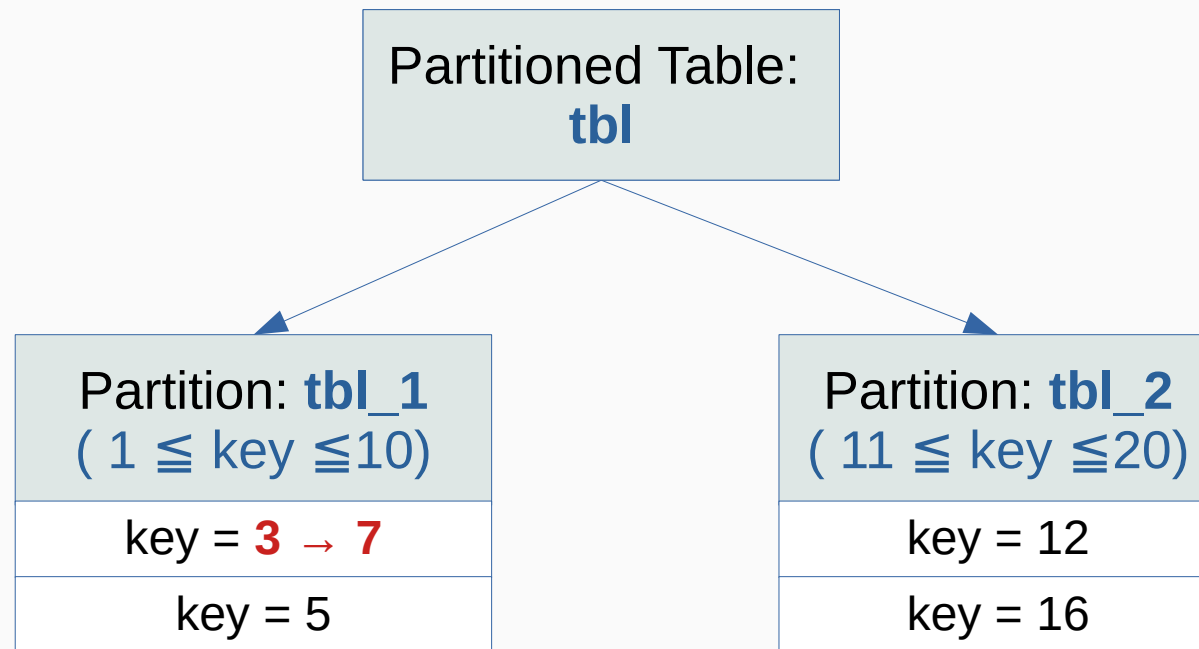 Partitioned Table:
tbl
Partition: tbl_1
( 1 ≦ key ≦10)
key = 3 → 7
key = 5
Partition: tbl_2
( 11 ≦ key ≦20)
key = 12
key = 16